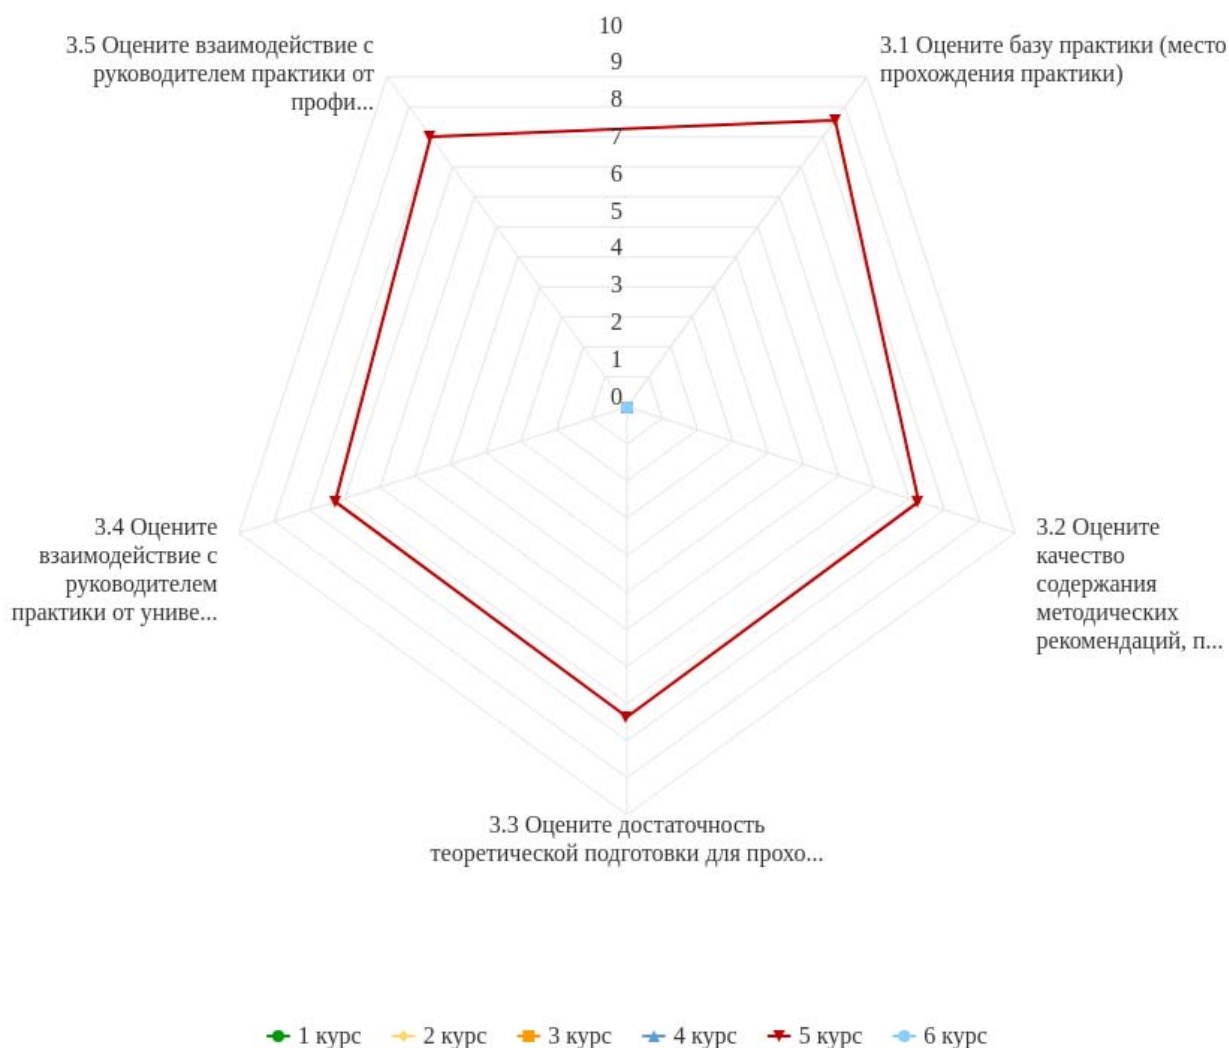 10
9
8
7
6
5
4
3
2
1
0
3.5 Оцените взаимодействие с
руководителем практики от
профи...
3.1 Оцените базу практики (место
прохождения практики)
3.4 Оцените
взаимодействие с
руководителем
практики от униве...
3.2 Оцените
качество
содержания
методических
рекомендаций, п...
3.3 Оцените достаточность
теоретической подготовки для прохо...
1 курс 2 курс 3 курс 4 курс 5 курс 6 курс